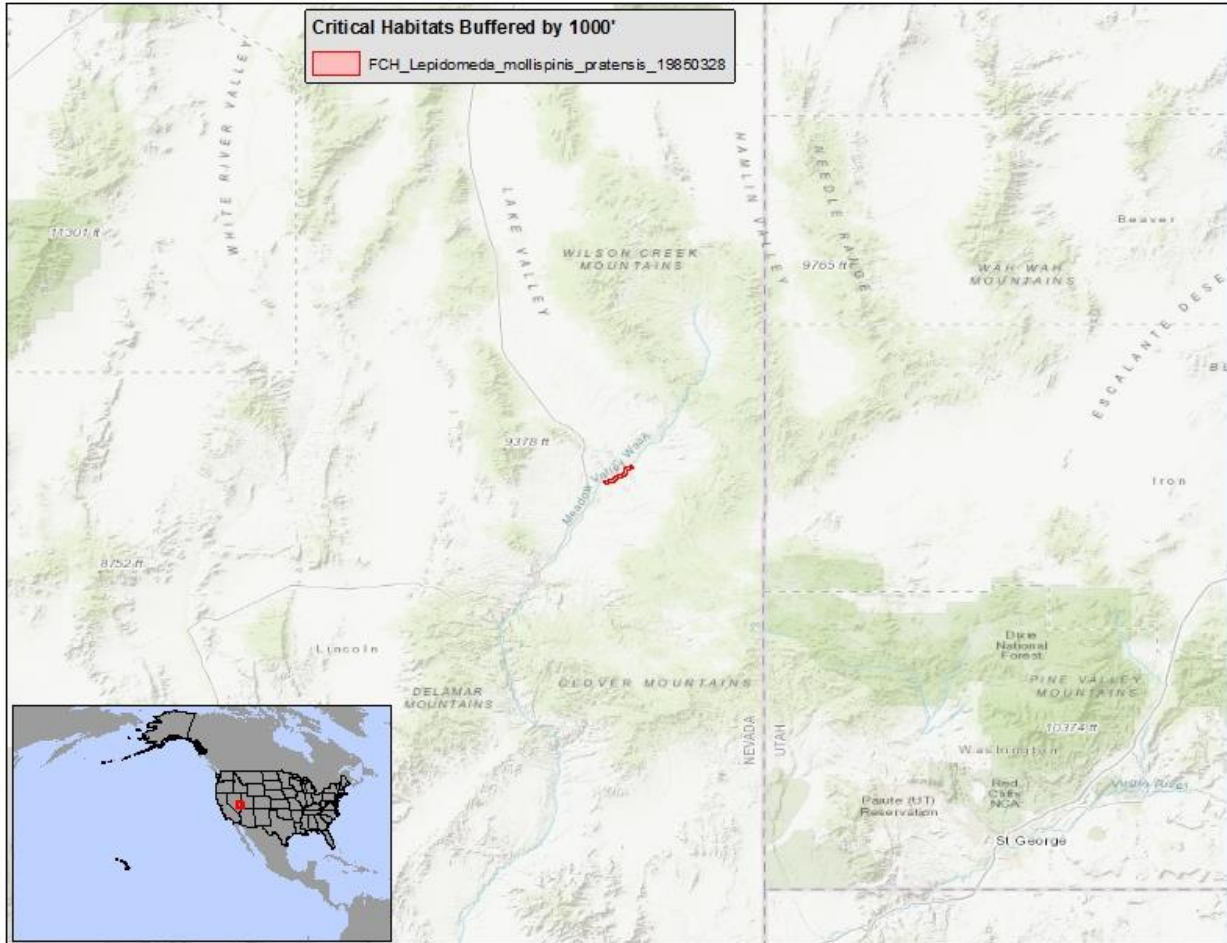 Critical Habitats Buffered by 1000'
FCH_Lepidomeda_mollispinis_pratensis_19850328
WHITE RIVER VALLEY
11301 ft
LAKE VALLEY
HAMLIN VALLEY
NEEDLE RANGE
Beaver
WILSON CREEK
MOUNTAINS
9765 ft
WAH WAH
MOUNTAINS
ESCALANTE DESE
9378 ft
Meadow Valley Wash
Iron
8752 ft
Lincoln
Dixie
National
Forest
DELAMAR
MOUNTAINS
CLOVER MOUNTAINS
PINE VALLEY
MOUNTAINS
10374 ft
NEVADA
UTAH
Washington
Red
Cliffs
NCA
Paiute (UT)
Reservation
Virgin River
St George